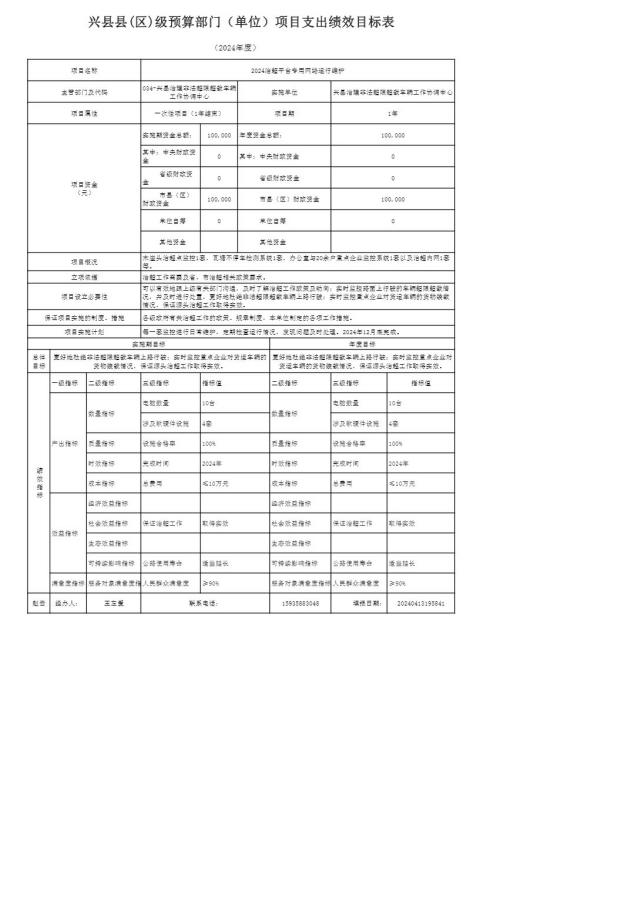 兴县县(区)级预算部门（单位）项目支出绩效目标表
（2024年度）
项目名称 2024治超平台专用网络运行维护
主管部门及代码 034-兴县治理非法超限超载车辆工作协调中心 实施单位 兴县治理非法超限超载车辆工作协调中心
项目属性 一次性项目（1年结束） 项目期 1年
项目资金（元） 实施期资金总额: 100,000 年度资金总额: 100,000
其中: 中央财政资金 0 其中: 中央财政资金 0
省级财政资金 0 省级财政资金 0
市县（区）财政资金 100,000 市县（区）财政资金 100,000
单位自筹 0 单位自筹 0
其他资金 其他资金
项目概况 木崖头治超点监控1套、瓦塘不停车检测系统1套、办公室与20余户重点企业监控系统1套以及治超内网1套等。
立项依据 治超工作需要及省、市治超相关政策要求。
项目设立必要性 可以有效地跟上级有关部门沟通，及时了解治超工作政策及动向；实时监控路面上行驶的车辆超限超载情况，并及时进行处置，更好地杜绝非法超限超载车辆上路行驶；实时监控重点企业对货运车辆的货物装载情况，保证源头治超工作取得实效。
保证项目实施的制度、措施 各级政府有关治超工作的政策、规章制度、本单位制定的各项工作措施。
项目实施计划 每一套监控进行日常维护，定期检查运行情况，发现问题及时处理。2024年12月底完成。
实施期目标 年度目标
总体目标 更好地杜绝非法超限超载车辆上路行驶；实时监控重点企业对货运车辆的货物装载情况，保证源头治超工作取得实效。 更好地杜绝非法超限超载车辆上路行驶；实时监控重点企业对货运车辆的货物装载情况，保证源头治超工作取得实效。
绩效指标 一级指标 二级指标 三级指标 指标值 二级指标 三级指标 指标值
产出指标 数量指标 电脑数量 10台 数量指标 电脑数量 10台
涉及软硬件设施 4套 涉及软硬件设施 4套
质量指标 设施合格率 100% 质量指标 设施合格率 100%
时效指标 完成时间 2024年 时效指标 完成时间 2024年
成本指标 总费用 ≤10万元 成本指标 总费用 ≤10万元
效益指标 经济效益指标 经济效益指标
社会效益指标 保证治超工作 取得实效 社会效益指标 保证治超工作 取得实效
生态效益指标 生态效益指标
可持续影响指标 公路使用寿命 适当延长 可持续影响指标 公路使用寿命 适当延长
满意度指标 服务对象满意度指 人民群众满意度 ≥90% 服务对象满意度指 人民群众满意度 ≥90%
经办人: 联系电话: 15935883048 填报日期: 20240413195841